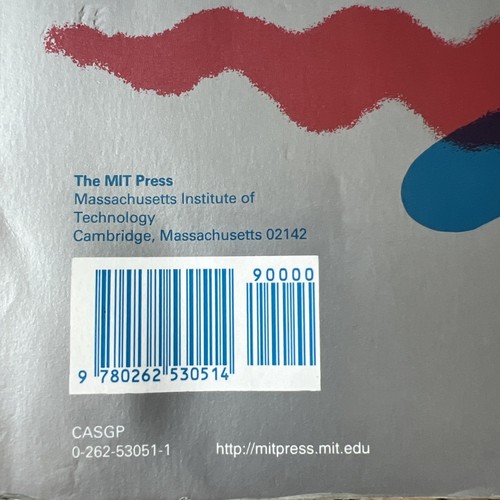 The MIT Press
Massachusetts Institute of
Technology
Cambridge, Massachusetts 02142
90000
9 780262 530514
CASGP
0-262-53051-1 http://mitpress.mit.edu